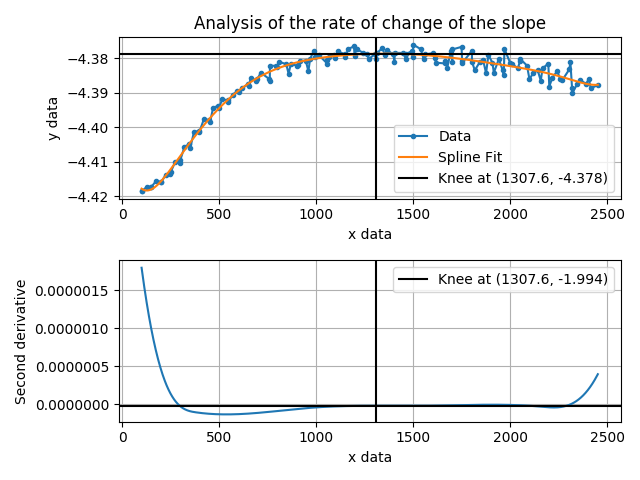 Analysis of the rate of change of the slope
y data
−4.38
−4.39
−4.40
−4.41
−4.42
Data
Spline Fit
Knee at (1307.6, -4.378)
0 500 1000 1500 2000 2500
x data
Second derivative
0.0000015
0.0000010
0.0000005
0.0000000
Knee at (1307.6, -1.994)
0 500 1000 1500 2000 2500
x data